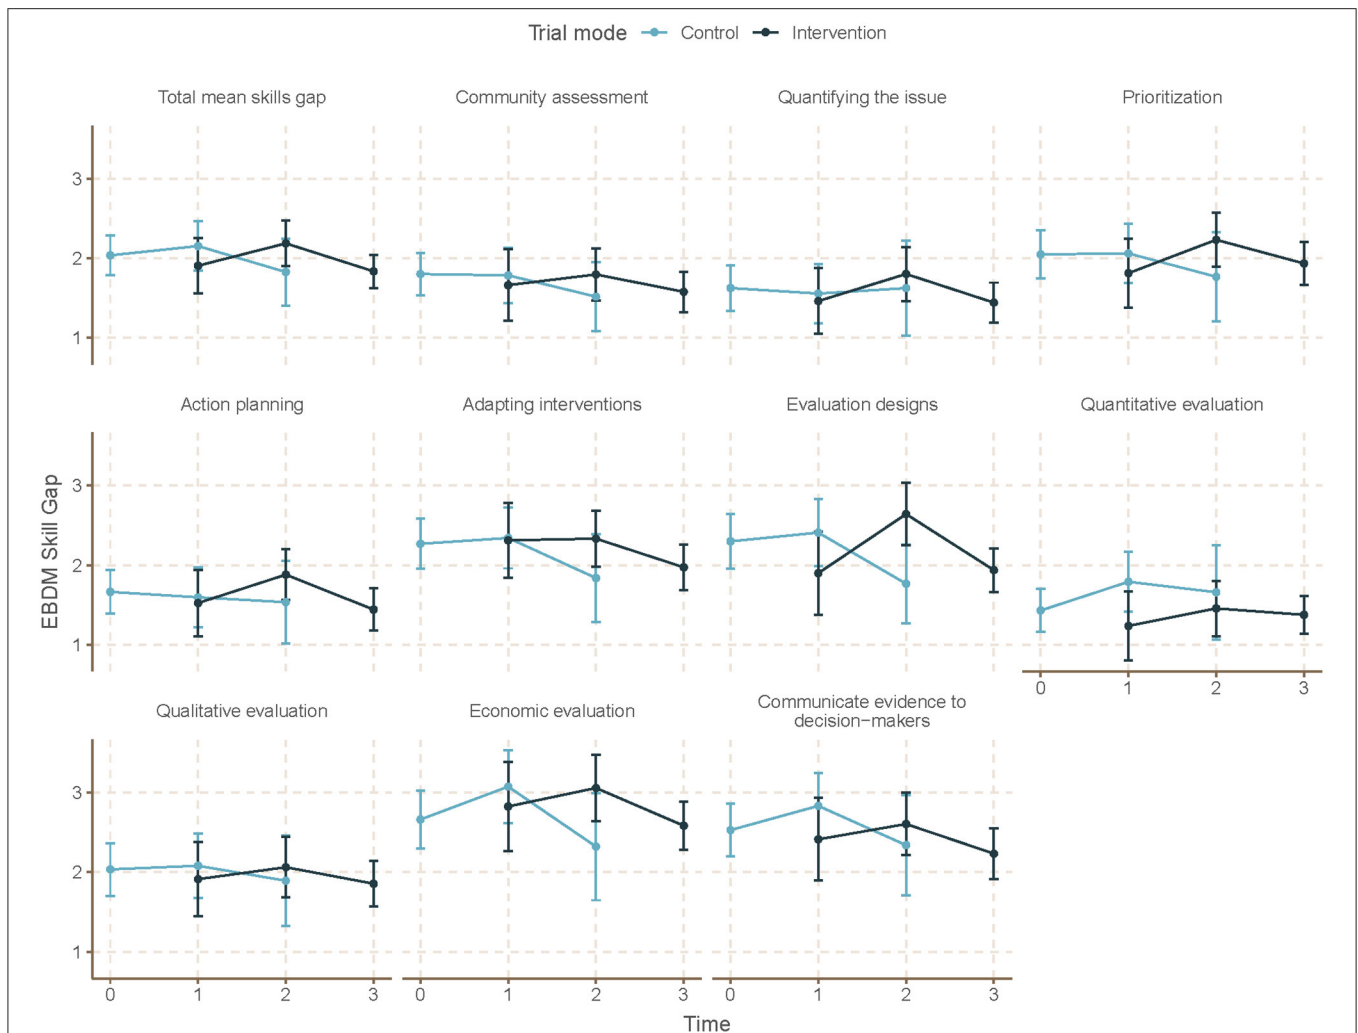 Trial mode Control Intervention
Total mean skills gap
Community assessment
Quantifying the issue
Prioritization
3
2
1
Action planning
Adapting interventions
Evaluation designs
Quantitative evaluation
EBDM Skill Gap
3
2
1
0 1 2 3
Qualitative evaluation
Economic evaluation
Communicate evidence to
decision−makers
3
2
1
0 1 2 3
0 1 2 3
0 1 2 3
Time